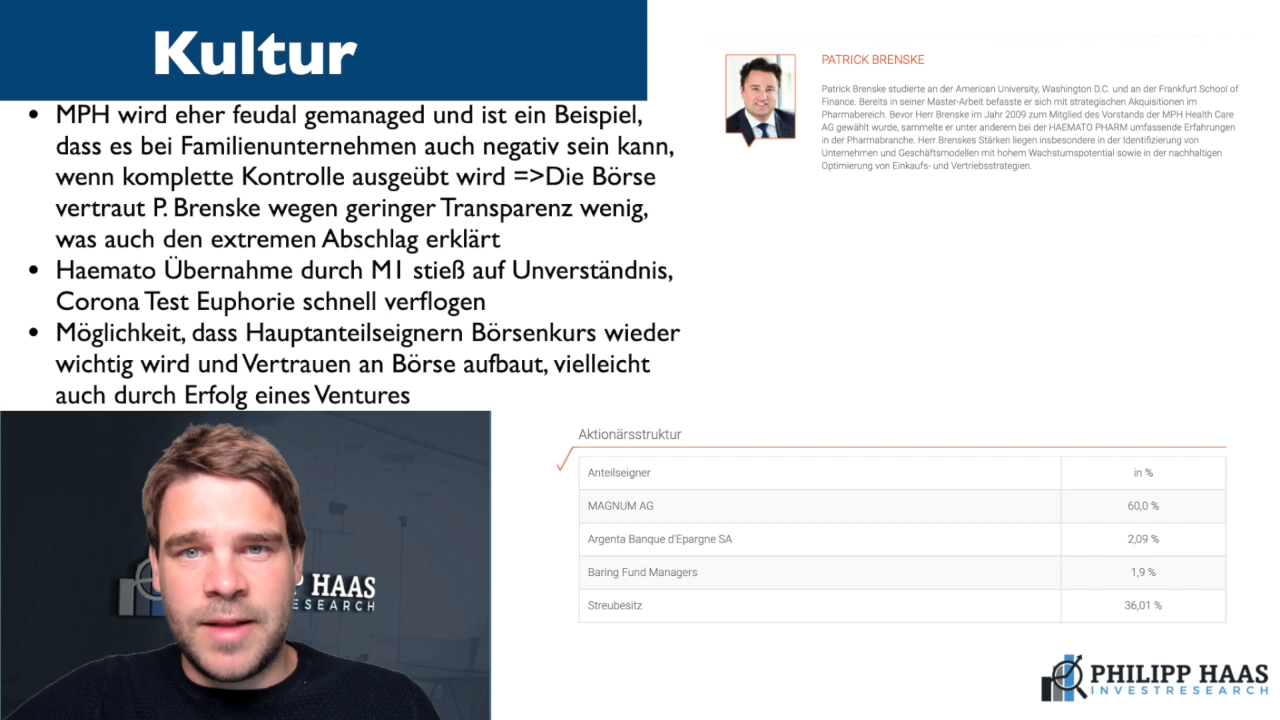 Kultur
• MPH wird eher feudal gemanaged und ist ein Beispiel,
dass es bei Familienunternehmen auch negativ sein kann,
wenn komplette Kontrolle ausgeübt wird =>Die Börse
vertraut P. Brenske wegen geringer Transparenz wenig,
was auch den extremen Abschlag erklärt
• Haemato Übernahme durch M1 stieß auf Unverständnis,
Corona Test Euphorie schnell verflogen
• Möglichkeit, dass Hauptanteilseignern Börsenkurs wieder
wichtig wird und Vertrauen an Börse aufbaut, vielleicht
auch durch Erfolg eines Ventures
PATRICK BRENSKE
Patrick Brenske studierte an der American University, Washington D.C. und an der Frankfurt School of
Finance. Bereits in seiner Master-Arbeit befasste er sich mit strategischen Akquisitionen im
Pharmabereich. Bevor Herr Brenske im Jahr 2009 zum Mitglied des Vorstands der MPH Health Care
AG gewählt wurde, sammelte er unter anderem bei der HAEMATO PHARM umfassende Erfahrungen
in der Pharmabranche. Herr Brenskes Stärken liegen insbesondere in der Identifizierung von
Unternehmen und Geschäftsmodellen mit hohem Wachstumspotential sowie in der nachhaltigen
Optimierung von Einkaufs- und Vertriebsstrategien.
Aktionärsstruktur
Anteilseigner in %
MAGNUM AG 60,0 %
Argenta Banque d'Epargne SA 2,09 %
Baring Fund Managers 1,9 %
Streubesitz 36,01 %
P HAAS
ESEARCH
PHILIPP HAAS
INVESTRESEARCH